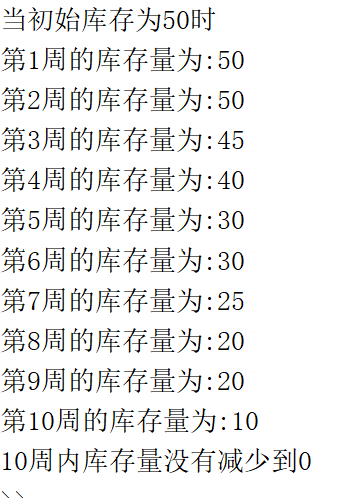 当初始库存为50时
第1周的库存量为:50
第2周的库存量为:50
第3周的库存量为:45
第4周的库存量为:40
第5周的库存量为:30
第6周的库存量为:30
第7周的库存量为:25
第8周的库存量为:20
第9周的库存量为:20
第10周的库存量为:10
10周内库存量没有减少到0
>>